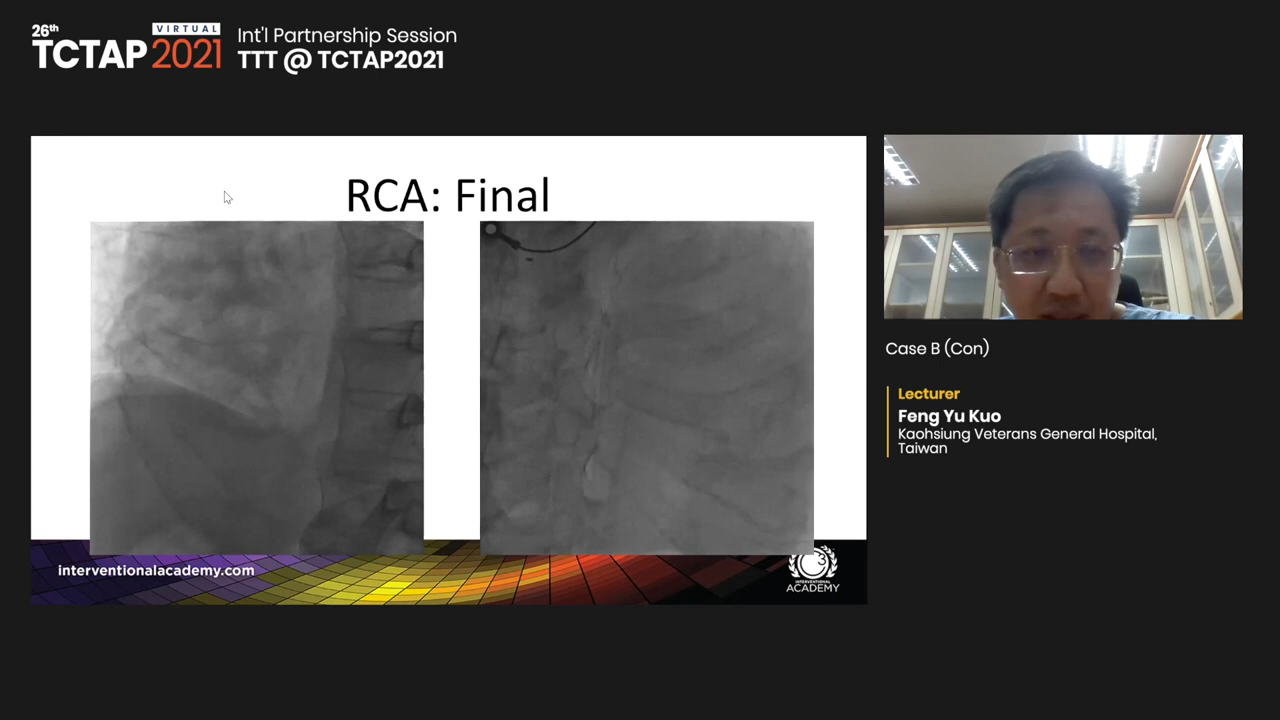 26th
VIRTUAL
TCTAP 2021
Int'l Partnership Session
TTT @ TCTAP2021
RCA: Final
interventionalacademy.com
INTERVENTIONAL
ACADEMY
Case B (Con)
Lecturer
Feng Yu Kuo
Kaohsiung Veterans General Hospital,
Taiwan